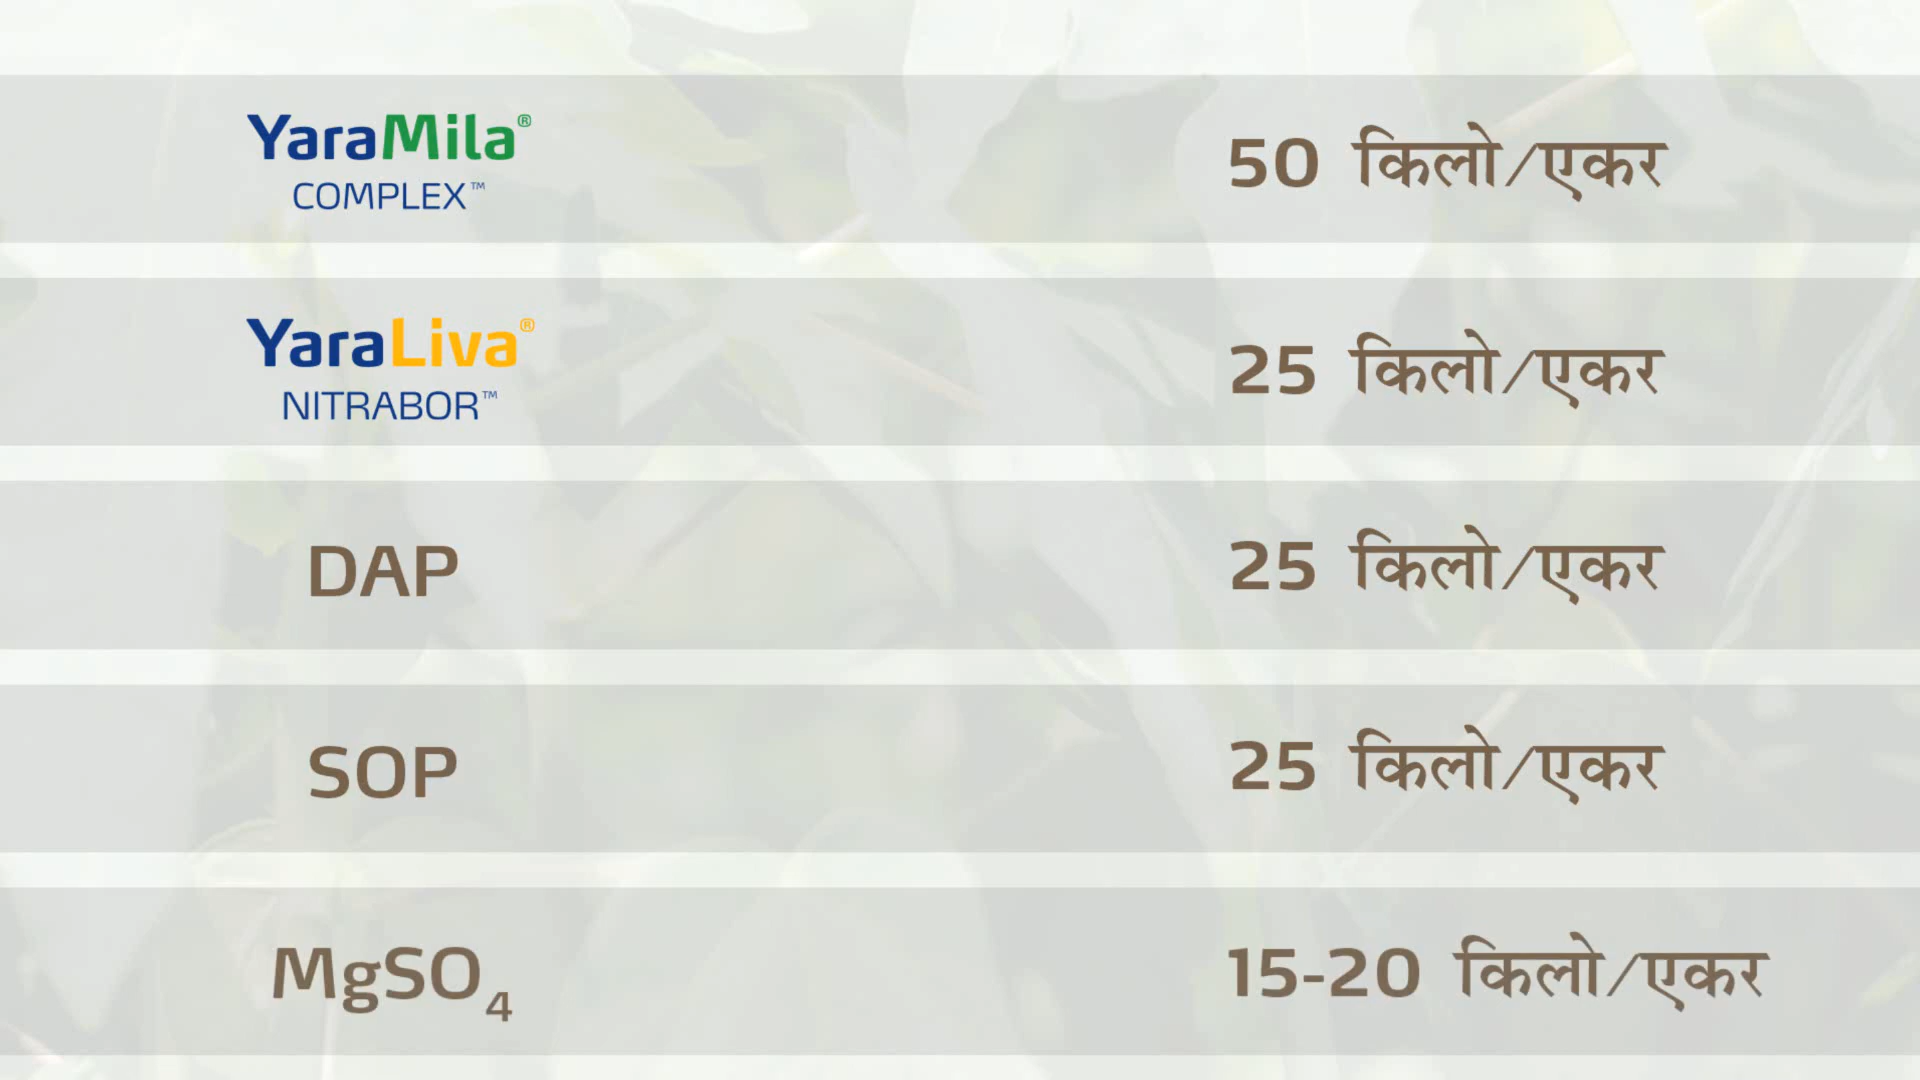 YaraMila®
COMPLEX™
50 किलो/एकर
YaraLiva®
NITRABOR™
25 किलो/एकर
DAP
25 किलो/एकर
SOP
25 किलो/एकर
MgSO₄
15-20 किलो/एकर